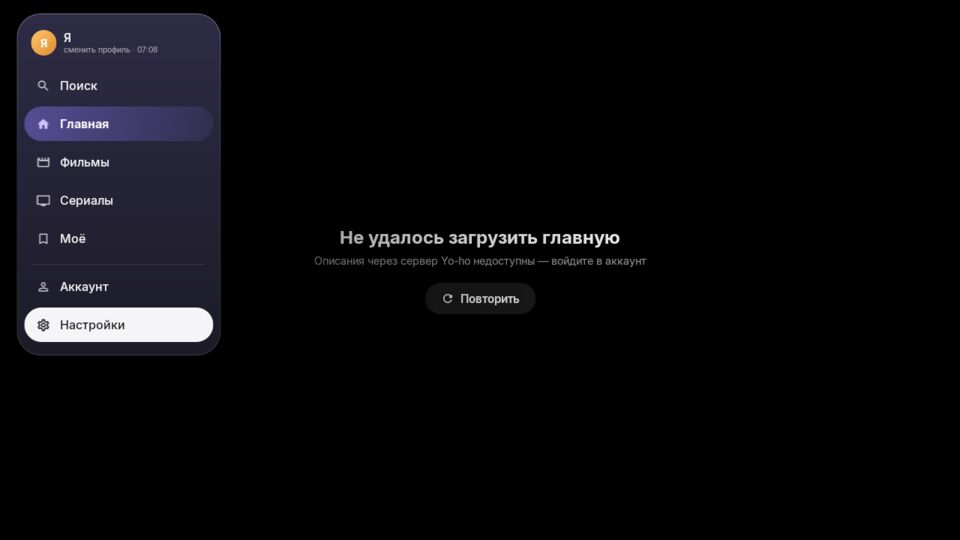 Я
Я
сменить профиль · 07:08
Поиск
Главная
Фильмы
Сериалы
Моё
Аккаунт
Настройки
Не удалось загрузить главную
Описания через сервер Yo-ho недоступны — войдите в аккаунт
Повторить